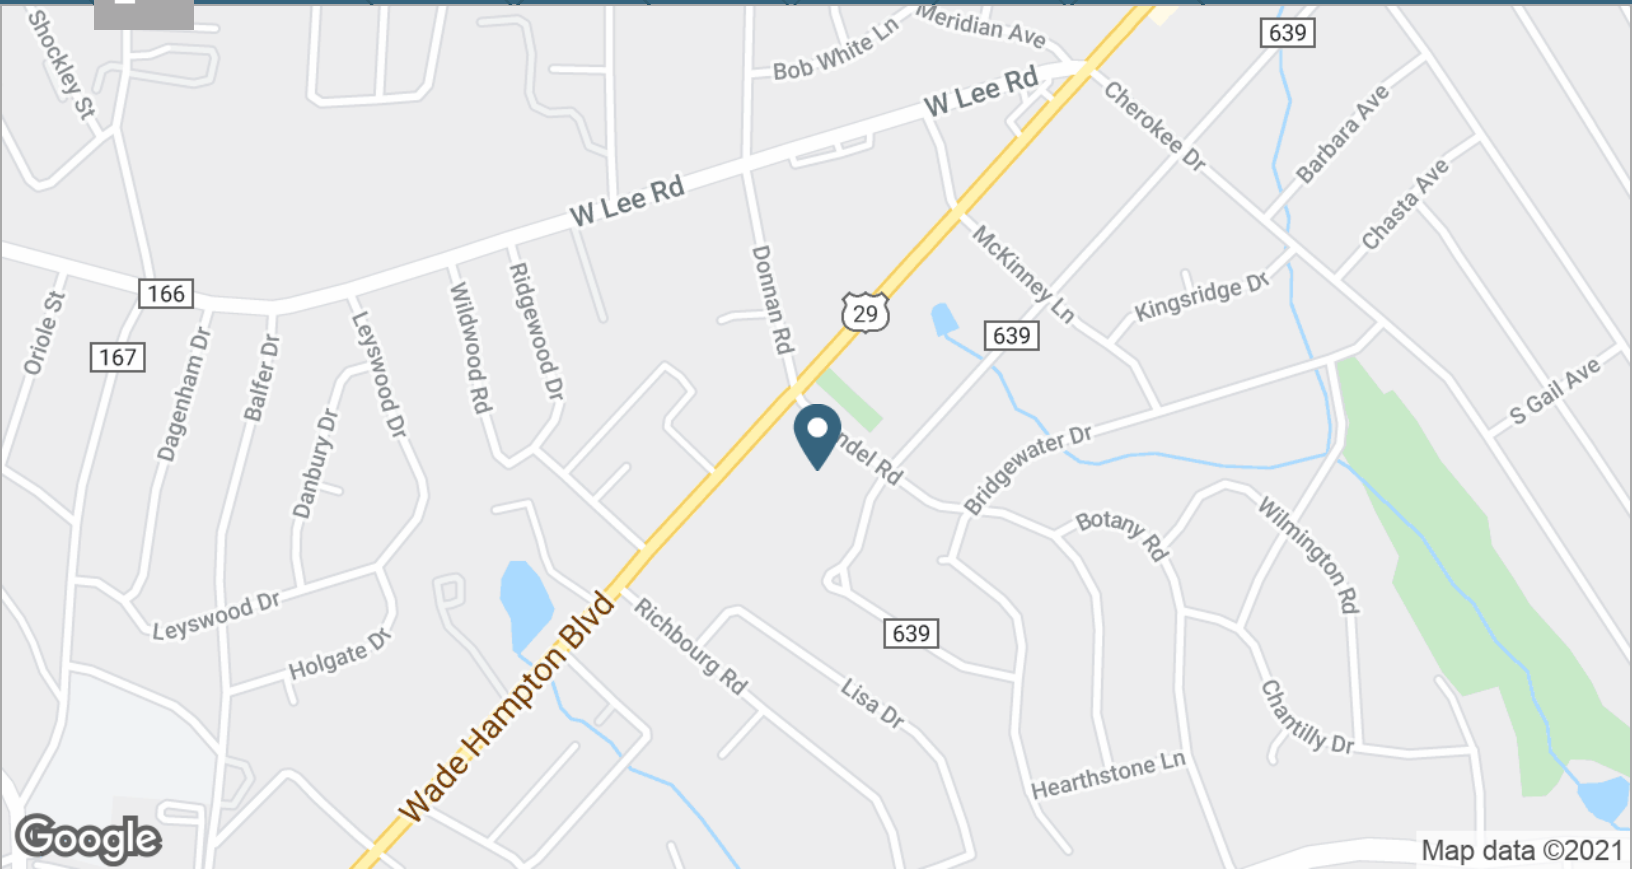 Shockley St
Meridian Ave
Bob White Ln
639
W Lee Rd
Cherokee Dr
Barbara Ave
Chasta Ave
W Lee Rd
McKinney Ln
Donnan Rd
Kingsridge Dr
166
Oriole St
167
Dagenham Dr
Balfer Dr
Leyswood Dr
Wildwood Rd
Ridgewood Dr
29
639
S Gail Ave
Danbury Dr
ndel Rd
Bridgewater Dr
Botany Rd
Wilmington Rd
Leyswood Dr
Holgate Dr
Wade Hampton Blvd
Richbourg Rd
639
Lisa Dr
Chantilly Dr
Hearthstone Ln
Google
Map data ©2021